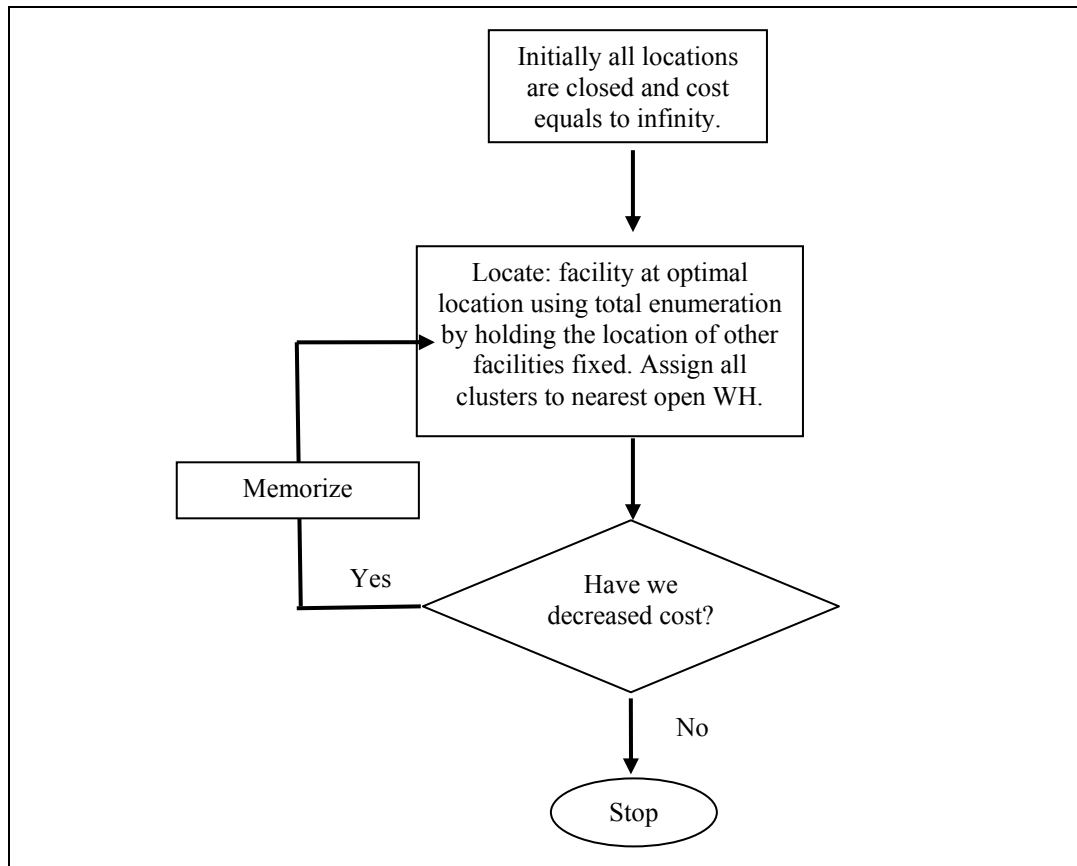 Initially all locations
are closed and cost
equals to infinity.
Locate: facility at optimal
location using total enumeration
by holding the location of other
facilities fixed. Assign all
clusters to nearest open WH.
Memorize
Yes
Have we
decreased cost?
No
Stop